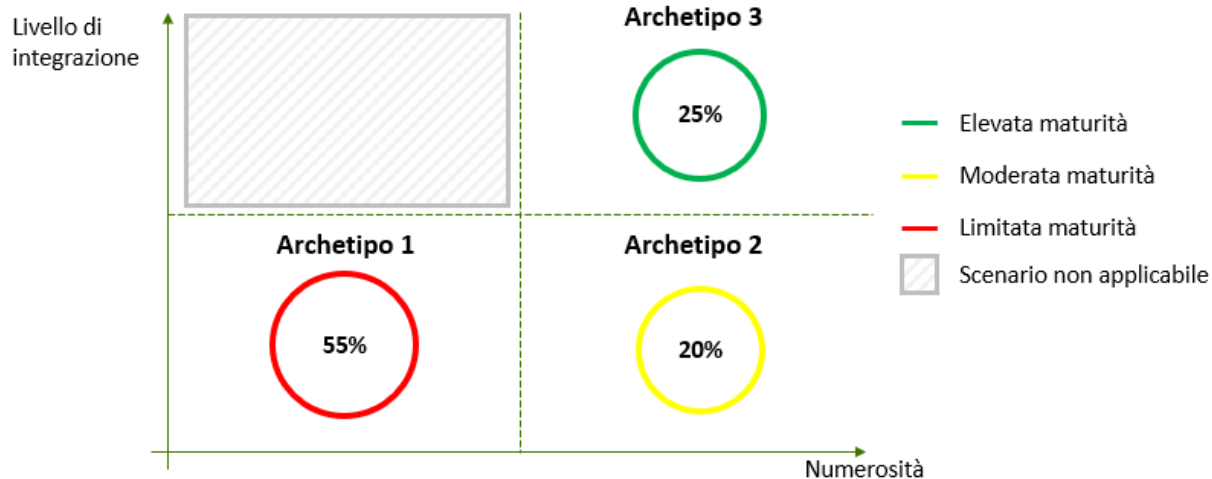 Livello di
integrazione
Archetipo 3
25%
Archetipo 1
55%
Archetipo 2
20%
Numerosità
Elevata maturità
Moderata maturità
Limitata maturità
Scenario non applicabile